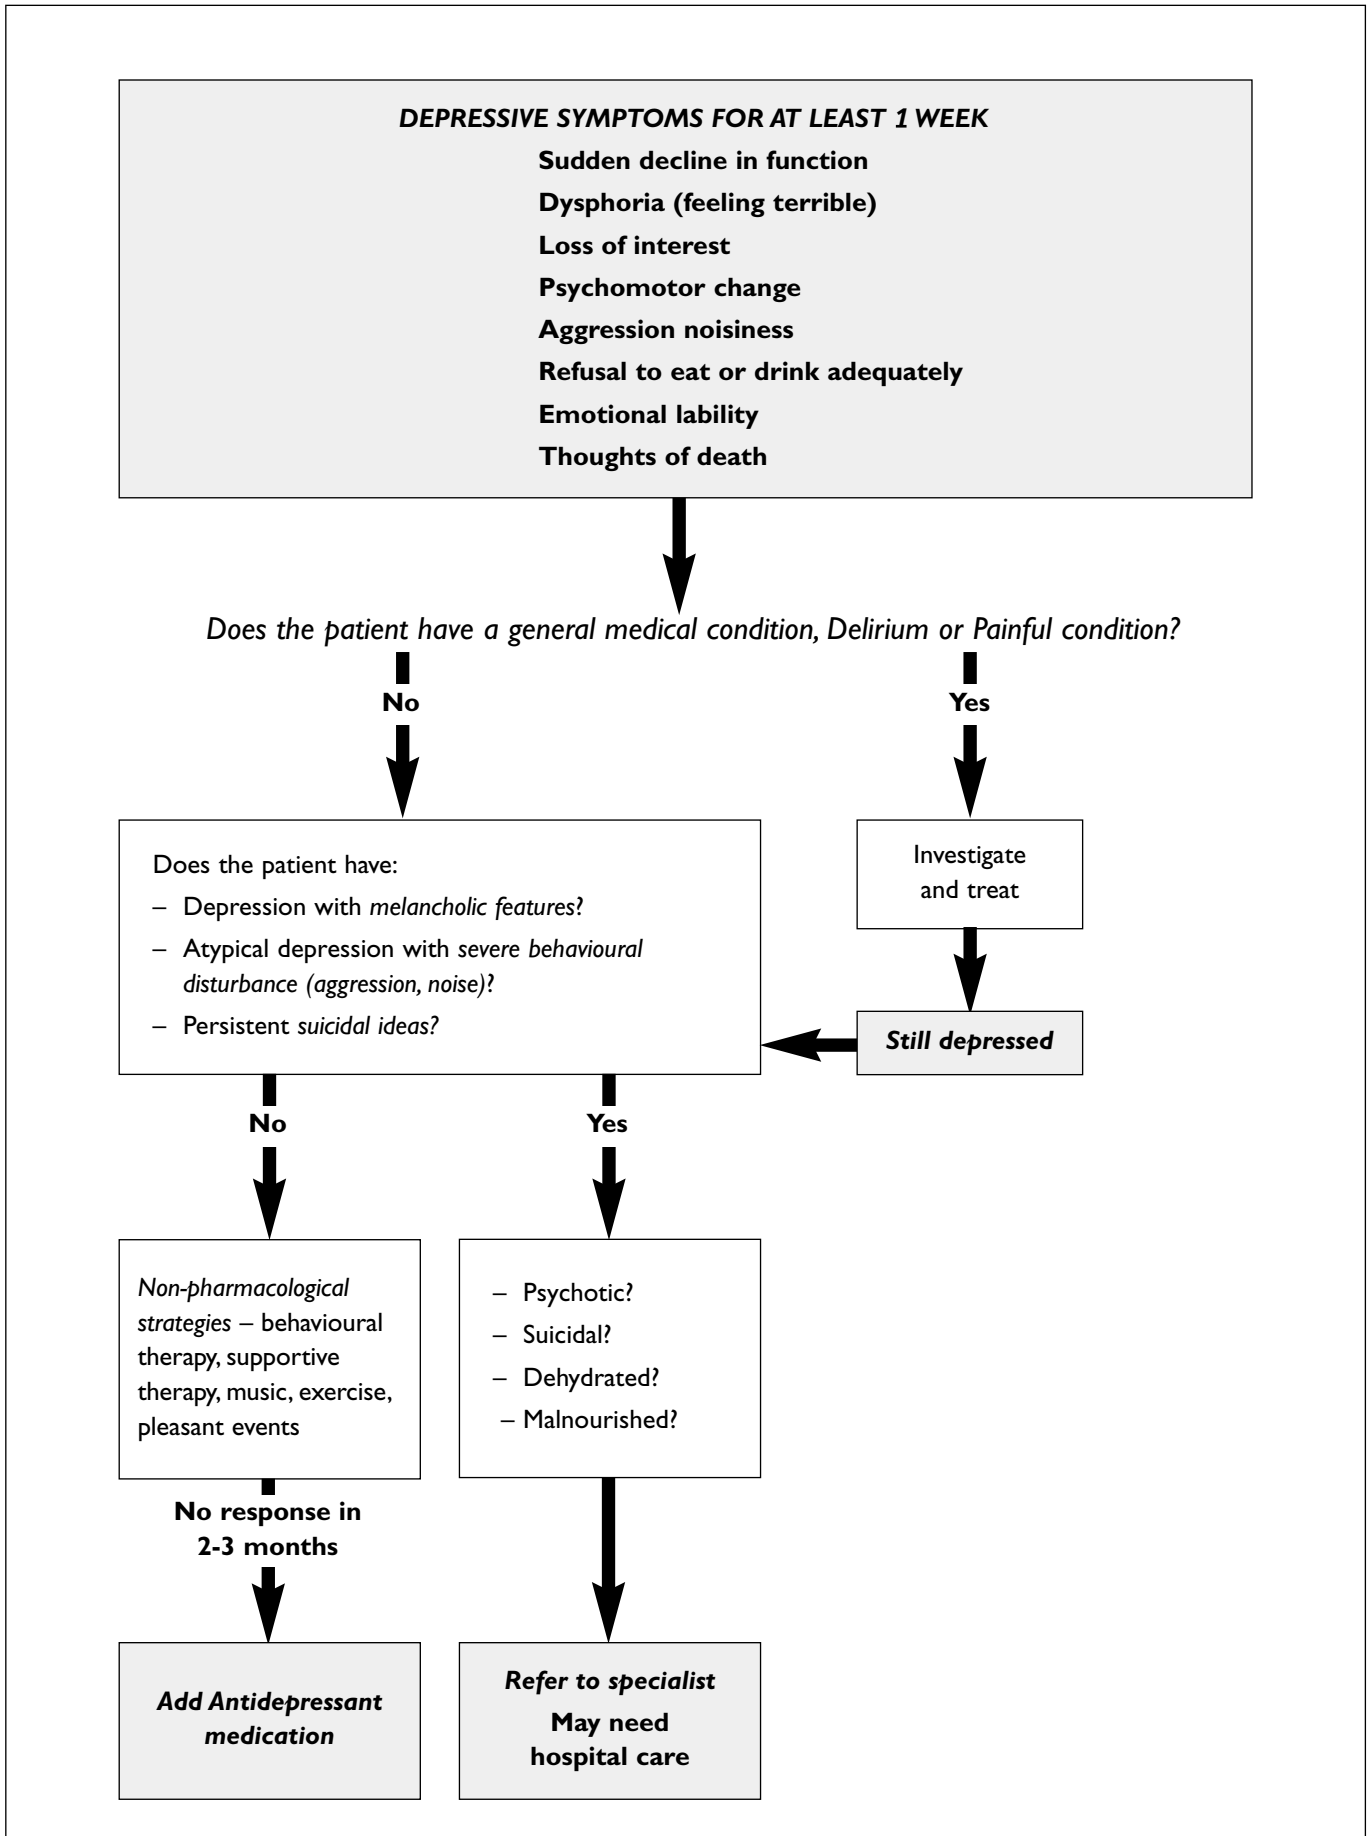 DEPRESSIVE SYMPTOMS FOR AT LEAST 1 WEEK
Sudden decline in function
Dysphoria (feeling terrible)
Loss of interest
Psychomotor change
Aggression noisiness
Refusal to eat or drink adequately
Emotional lability
Thoughts of death
Does the patient have a general medical condition, Delirium or Painful condition?
No
Yes
Does the patient have:
– Depression with melancholic features?
– Atypical depression with severe behavioural
disturbance (aggression, noise)?
– Persistent suicidal ideas?
Investigate
and treat
Still depressed
No
Yes
Non-pharmacological
strategies – behavioural
therapy, supportive
therapy, music, exercise,
pleasant events
– Psychotic?
– Suicidal?
– Dehydrated?
– Malnourished?
No response in
2-3 months
Add Antidepressant
medication
Refer to specialist
May need
hospital care